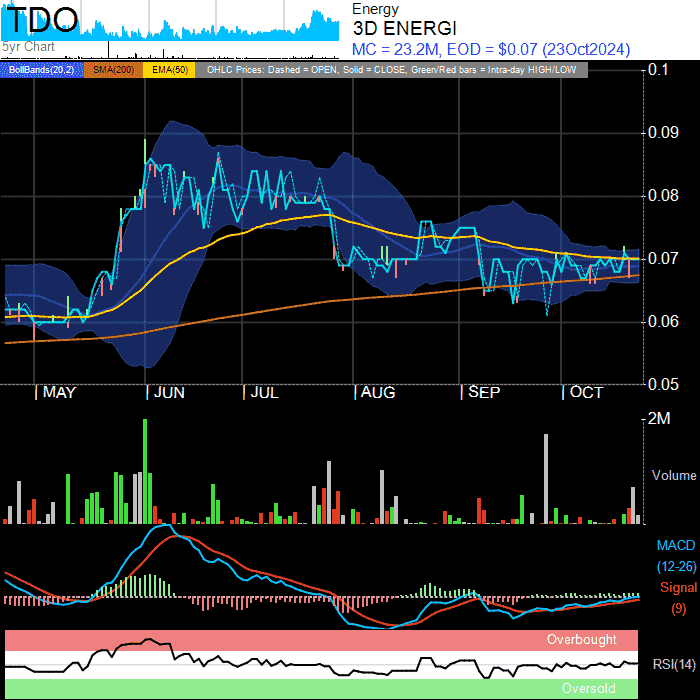 TDO
5yr Chart
Energy
3D ENERGI
MC = 23.2M, EOD = $0.07 (23Oct2024)
BollBands(20,2) SMA(200) EMA(50) OHLC Prices: Dashed = OPEN, Solid = CLOSE, Green/Red bars = Intra-day HIGH/LOW
0.1
0.09
0.08
0.07
0.06
0.05
MAY JUN JUL AUG SEP OCT
2M
Volume
MACD
(12-26)
Signal
(9)
Overbought
RSI(14)
Oversold